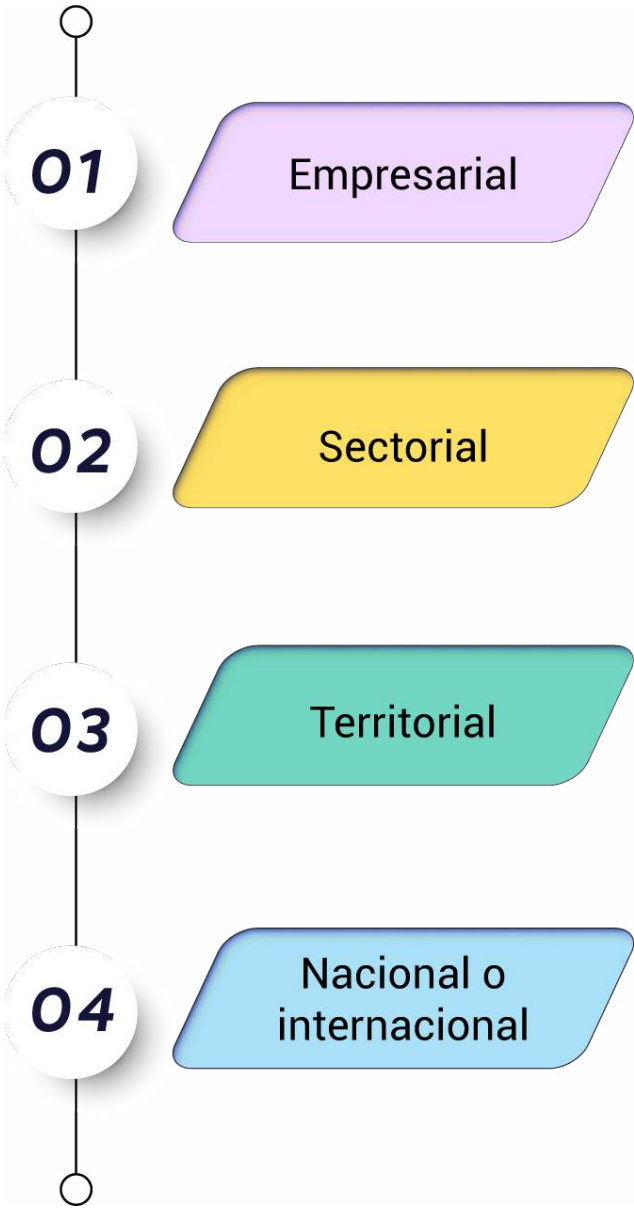 01
Empresarial
02
Sectorial
03
Territorial
04
Nacional o
internacional